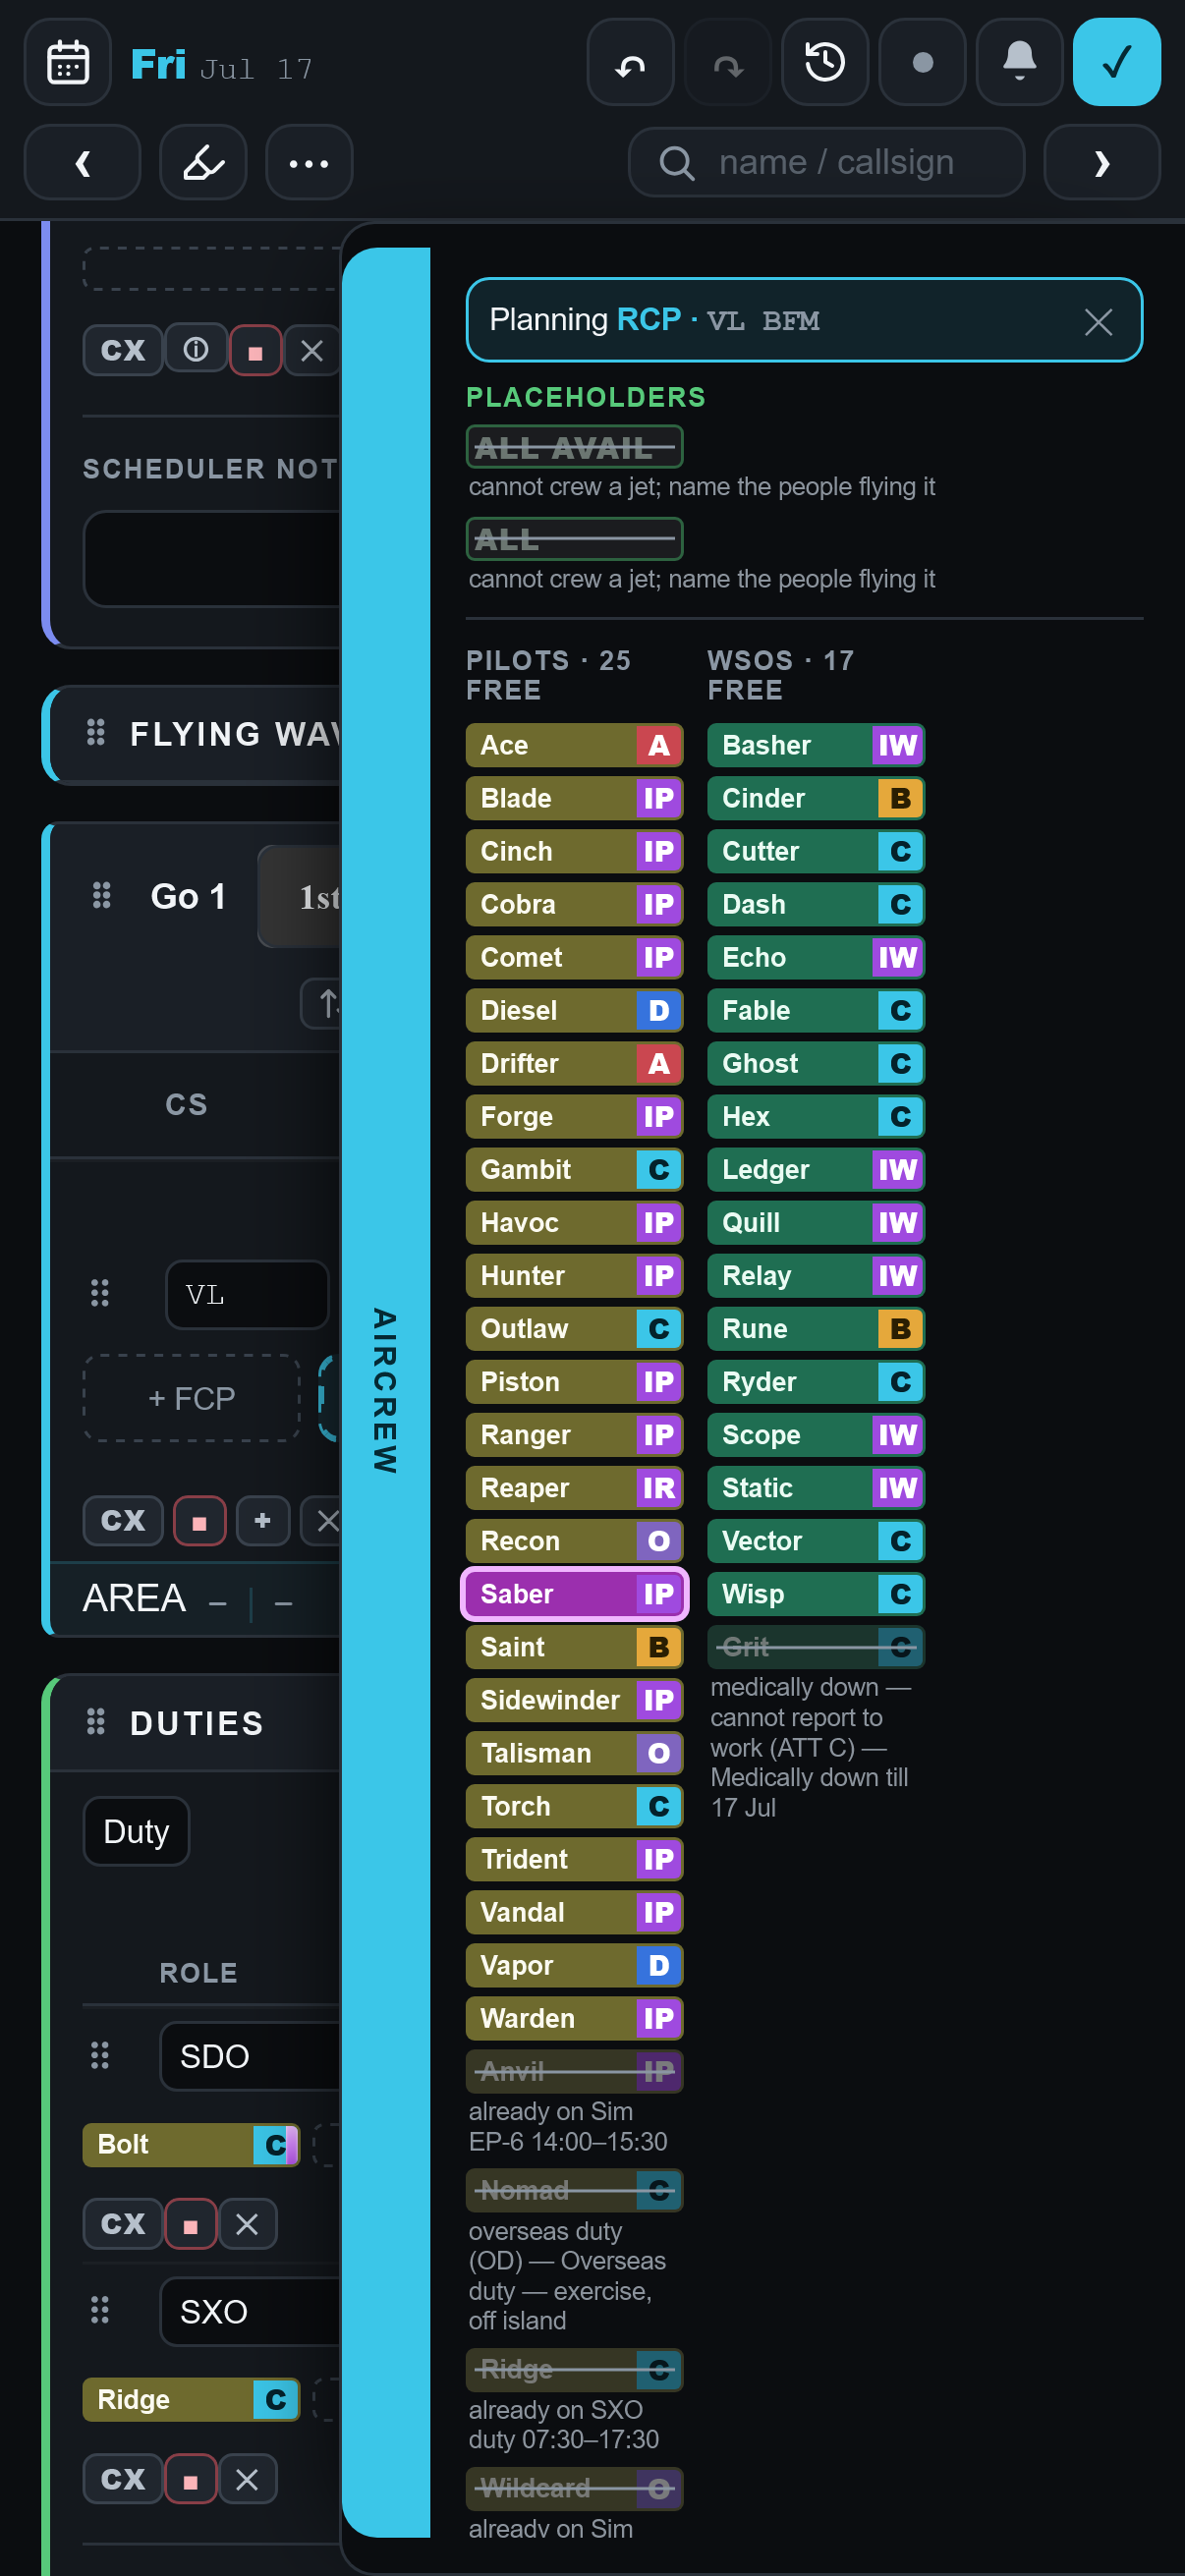 Fri Jul 17
name / callsign
CX
SCHEDULER NOT
FLYING WAV
Go 1 1st
CS
VL
+ FCP
CX +
AREA – | –
DUTIES
Duty
ROLE
SDO
Bolt C
CX
SXO
Ridge C
CX
AIRCREW
Planning RCP · VL BFM
PLACEHOLDERS
ALL AVAIL
cannot crew a jet; name the people flying it
ALL
cannot crew a jet; name the people flying it
PILOTS · 25
FREE
Ace A
Blade IP
Cinch IP
Cobra IP
Comet IP
Diesel D
Drifter A
Forge IP
Gambit C
Havoc IP
Hunter IP
Outlaw C
Piston IP
Ranger IP
Reaper IR
Recon O
Saber IP
Saint B
Sidewinder IP
Talisman O
Torch C
Trident IP
Vandal IP
Vapor D
Warden IP
Anvil IP
already on Sim
EP-6 14:00–15:30
Nomad C
overseas duty
(OD) — Overseas
duty — exercise,
off island
Ridge C
already on SXO
duty 07:30–17:30
Wildcard O
already on Sim
WSOS · 17
FREE
Basher IW
Cinder B
Cutter C
Dash C
Echo IW
Fable C
Ghost C
Hex C
Ledger IW
Quill IW
Relay IW
Rune B
Ryder C
Scope IW
Static IW
Vector C
Wisp C
Grit C
medically down —
cannot report to
work (ATT C) —
Medically down till
17 Jul